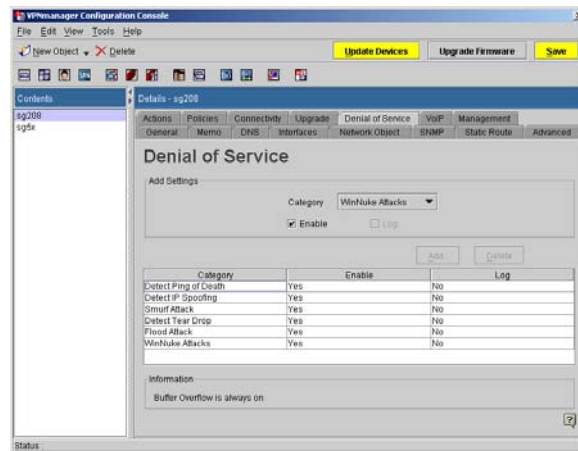 VPNmanager Configuration Console
File Edit View Tools Help
New Object Delete
Update Devices Upgrade Firmware Save
Contents
Details - sg208
sg208
sg5x
Actions Policies Connectivity Upgrade Denial of Service VoIP Management
General Memo DNS Interfaces Network Object SNMP Static Route Advanced
Denial of Service
Add Settings
Category WinNuke Attacks
Enable Log
Add Delete
Category Enable Log
Detect Ping of Death Yes No
Detect IP Spoofing Yes No
Smurf Attack Yes No
Detect Tear Drop Yes No
Flood Attack Yes No
WinNuke Attacks Yes No
Information
Buffer Overflow is always on
Status :